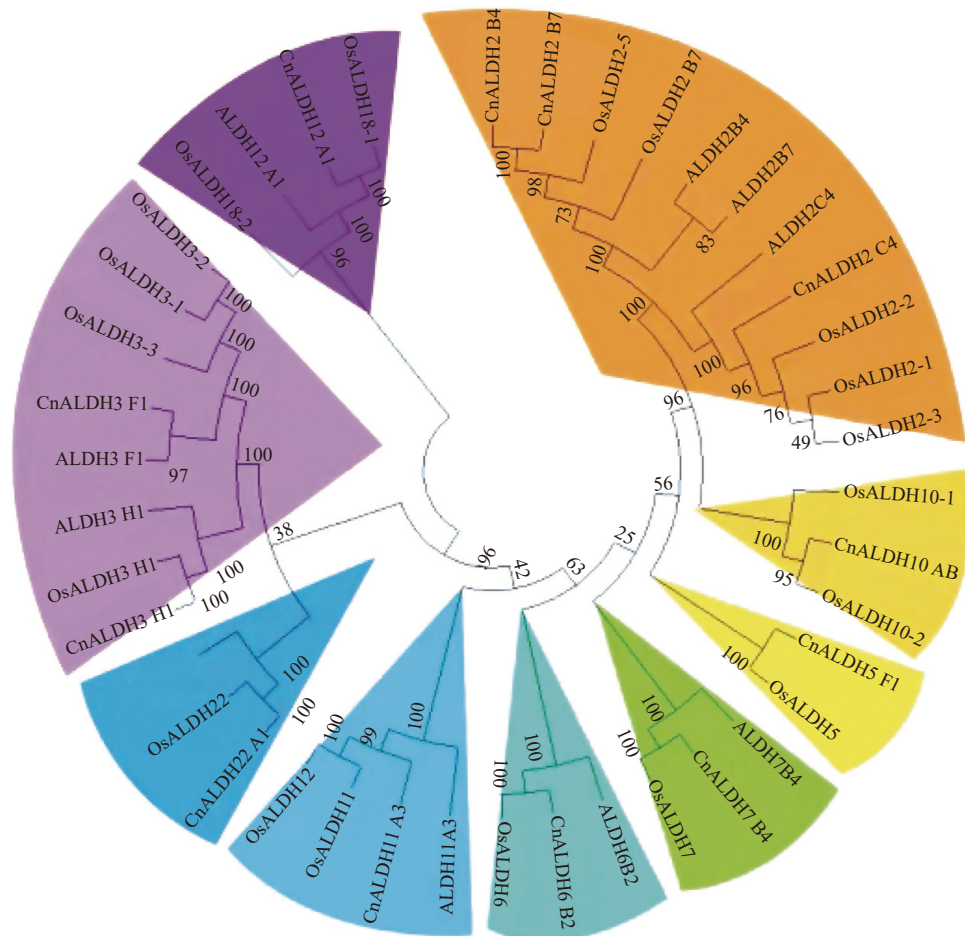 CnALDH2 B4
CnALDH2 B7
OsALDH2-5
OsALDH2 B7
ALDH2B4
ALDH2B7
ALDH2C4
CnALDH2 C4
OsALDH2-2
OsALDH2-1
OsALDH2-3
100
98
73
100
83
100
100
96
76
49
96
OsALDH10-1
CnALDH10 AB
OsALDH10-2
100
95
56
CnALDH5 F1
OsALDH5
100
25
ALDH7B4
CnALDH7 B4
OsALDH7
100
100
63
ALDH6B2
CnALDH6 B2
OsALDH6
100
100
42
ALDH11A3
CnALDH11 A3
OsALDH11
OsALDH12
100
99
100
96
CnALDH22 A1
OsALDH22
100
100
38
CnALDH3 H1
OsALDH3 H1
ALDH3 H1
ALDH3 F1
CnALDH3 F1
OsALDH3-3
OsALDH3-1
OsALDH3-2
100
100
97
100
100
100
100
OsALDH18-2
ALDH12 A1
CnALDH12 A1
OsALDH18-1
96
100
100